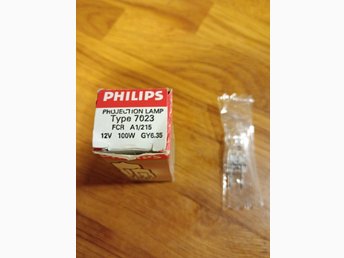 PHILIPS
PROJECTION LAMP
Type 7023
FCR A1/215
12V 100W GY6.35